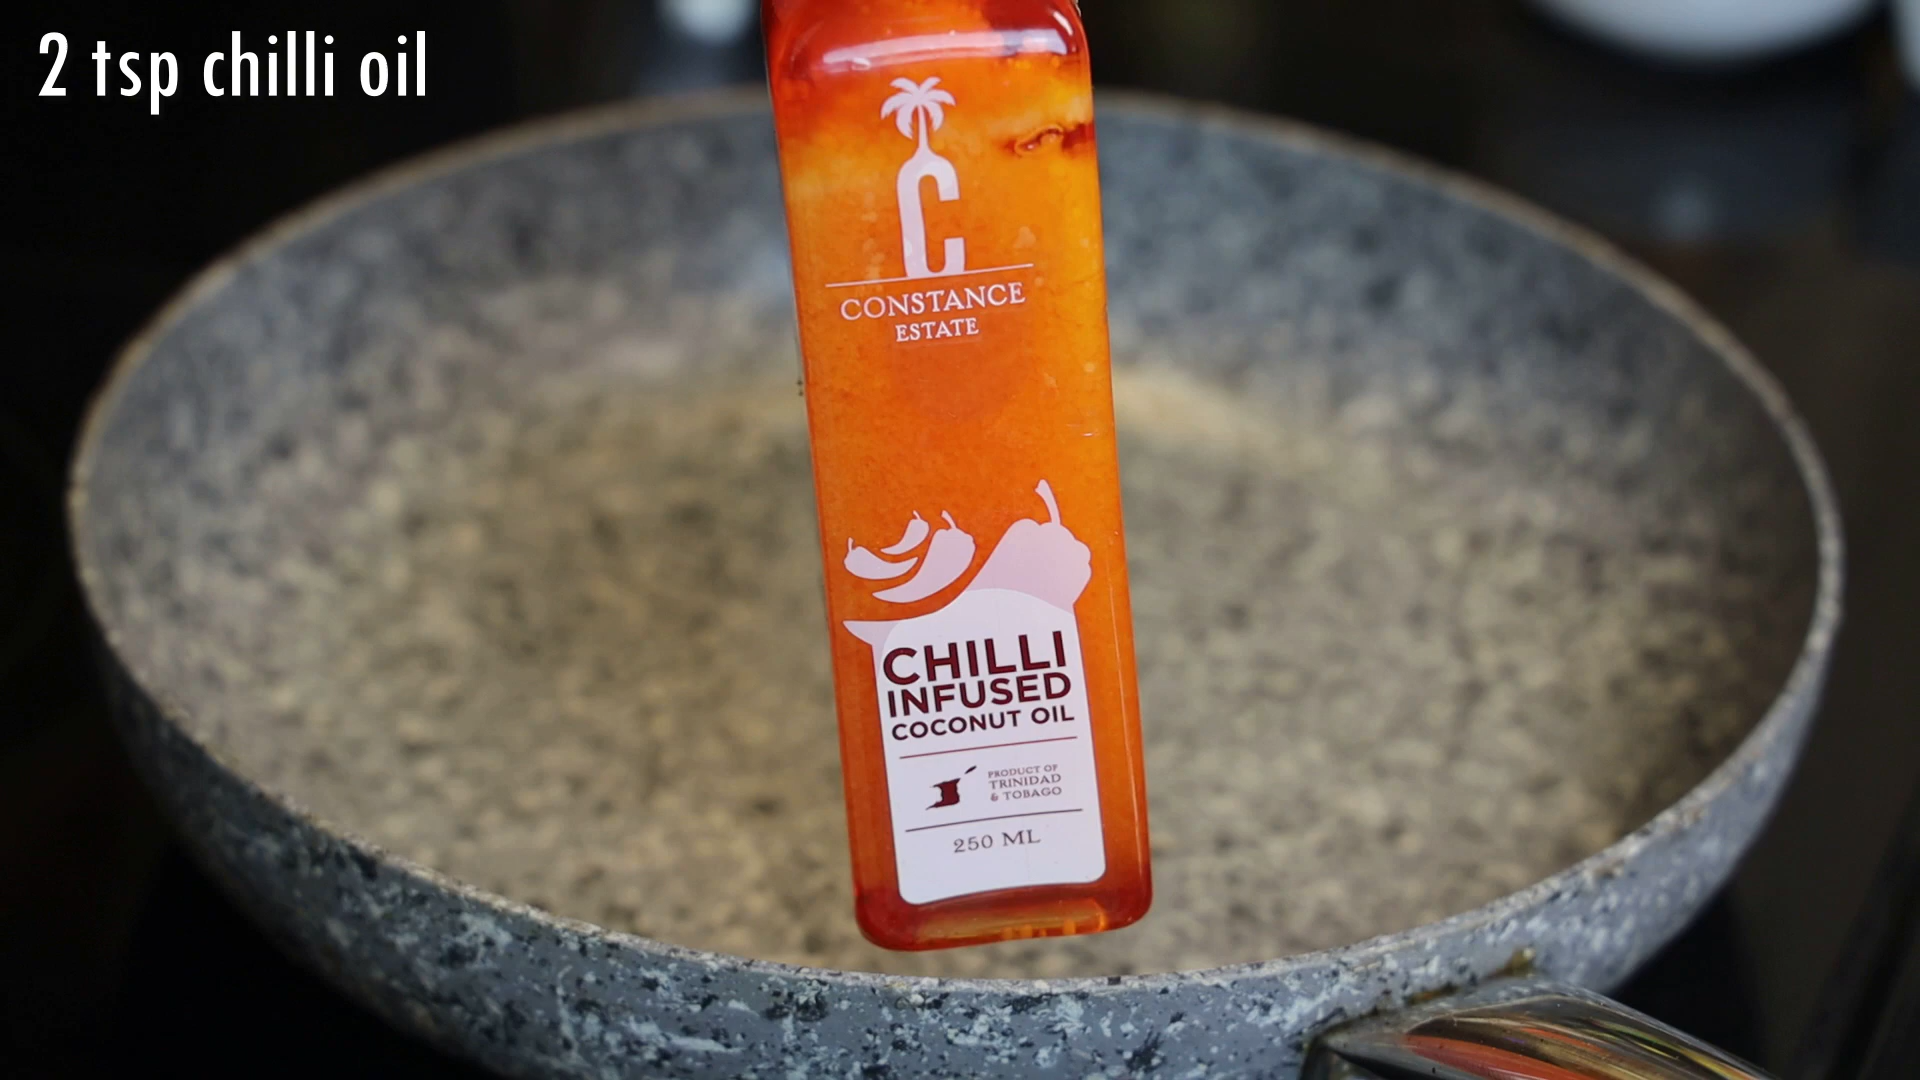 2 tsp chilli oil
C
CONSTANCE
ESTATE
CHILLI
INFUSED
COCONUT OIL
PRODUCT OF
TRINIDAD
& TOBAGO
250 ML